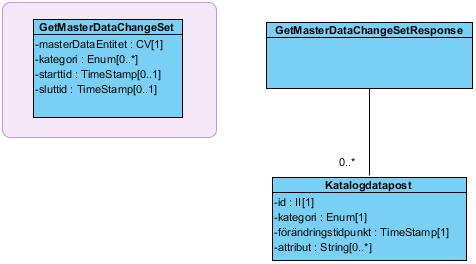 GetMasterDataChangeSet
-masterDataEntitet : CV[1]
-kategori : Enum[0..*]
-starttid : TimeStamp[0..1]
-sluttid : TimeStamp[0..1]
GetMasterDataChangeSetResponse
0..*
Katalogdatapost
-id : II[1]
-kategori : Enum[1]
-förändringstidpunkt : TimeStamp[1]
-attribut : String[0..*]